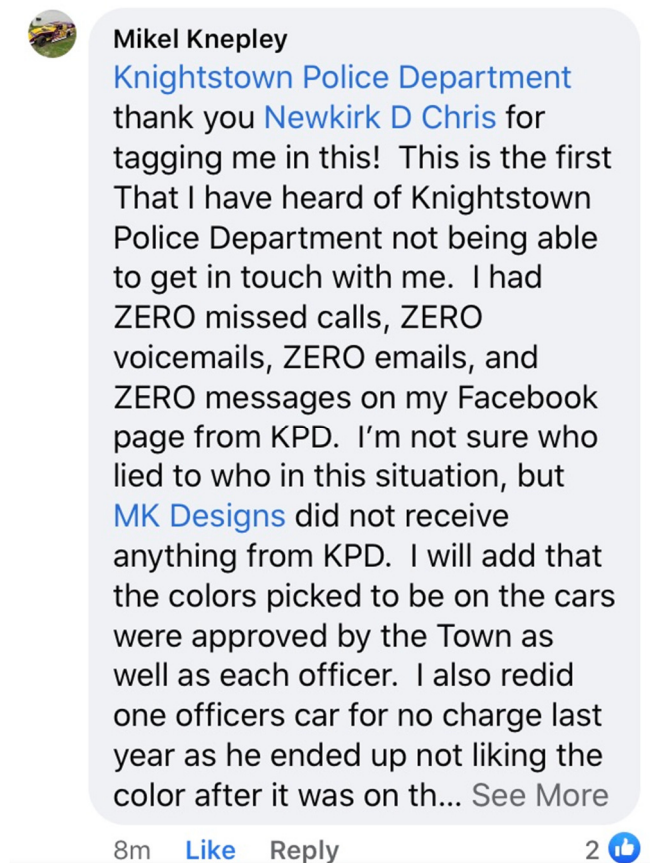 Mikel Knepley
Knightstown Police Department
thank you Newkirk D Chris for
tagging me in this!  This is the first
That I have heard of Knightstown
Police Department not being able
to get in touch with me.  I had
ZERO missed calls, ZERO
voicemails, ZERO emails, and
ZERO messages on my Facebook
page from KPD.  I’m not sure who
lied to who in this situation, but
MK Designs did not receive
anything from KPD.  I will add that
the colors picked to be on the cars
were approved by the Town as
well as each officer.  I also redid
one officers car for no charge last
year as he ended up not liking the
color after it was on th... See More
8m Like Reply 2